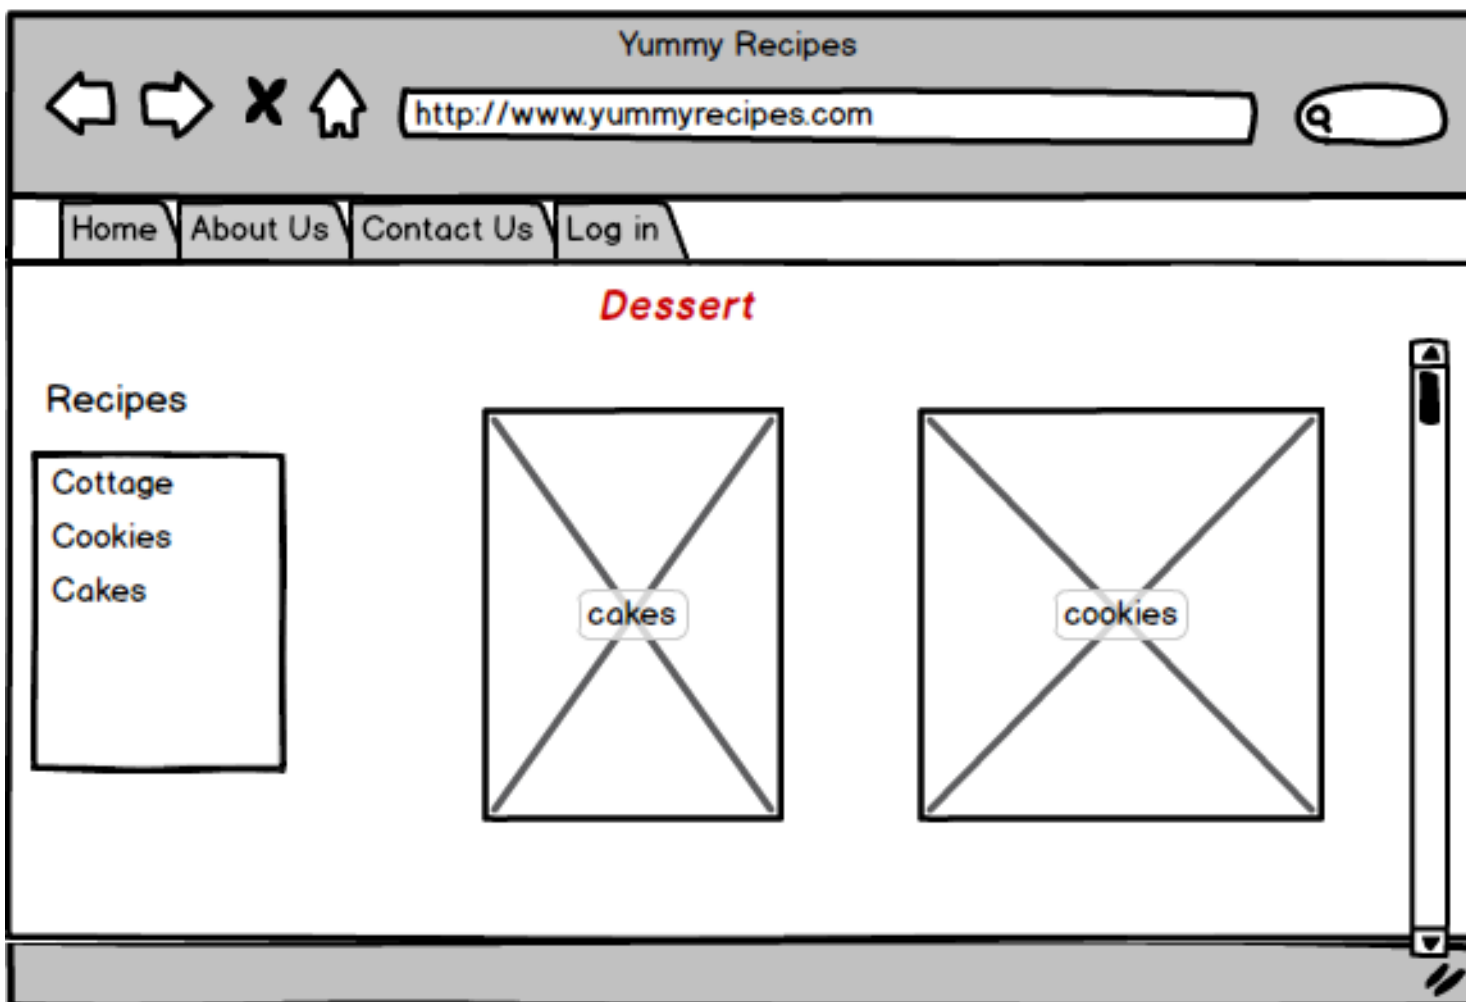 Yummy Recipes
http://www.yummyrecipes.com
Home About Us Contact Us Log in
Dessert
Recipes
Cottage
Cookies
Cakes
cakes
cookies